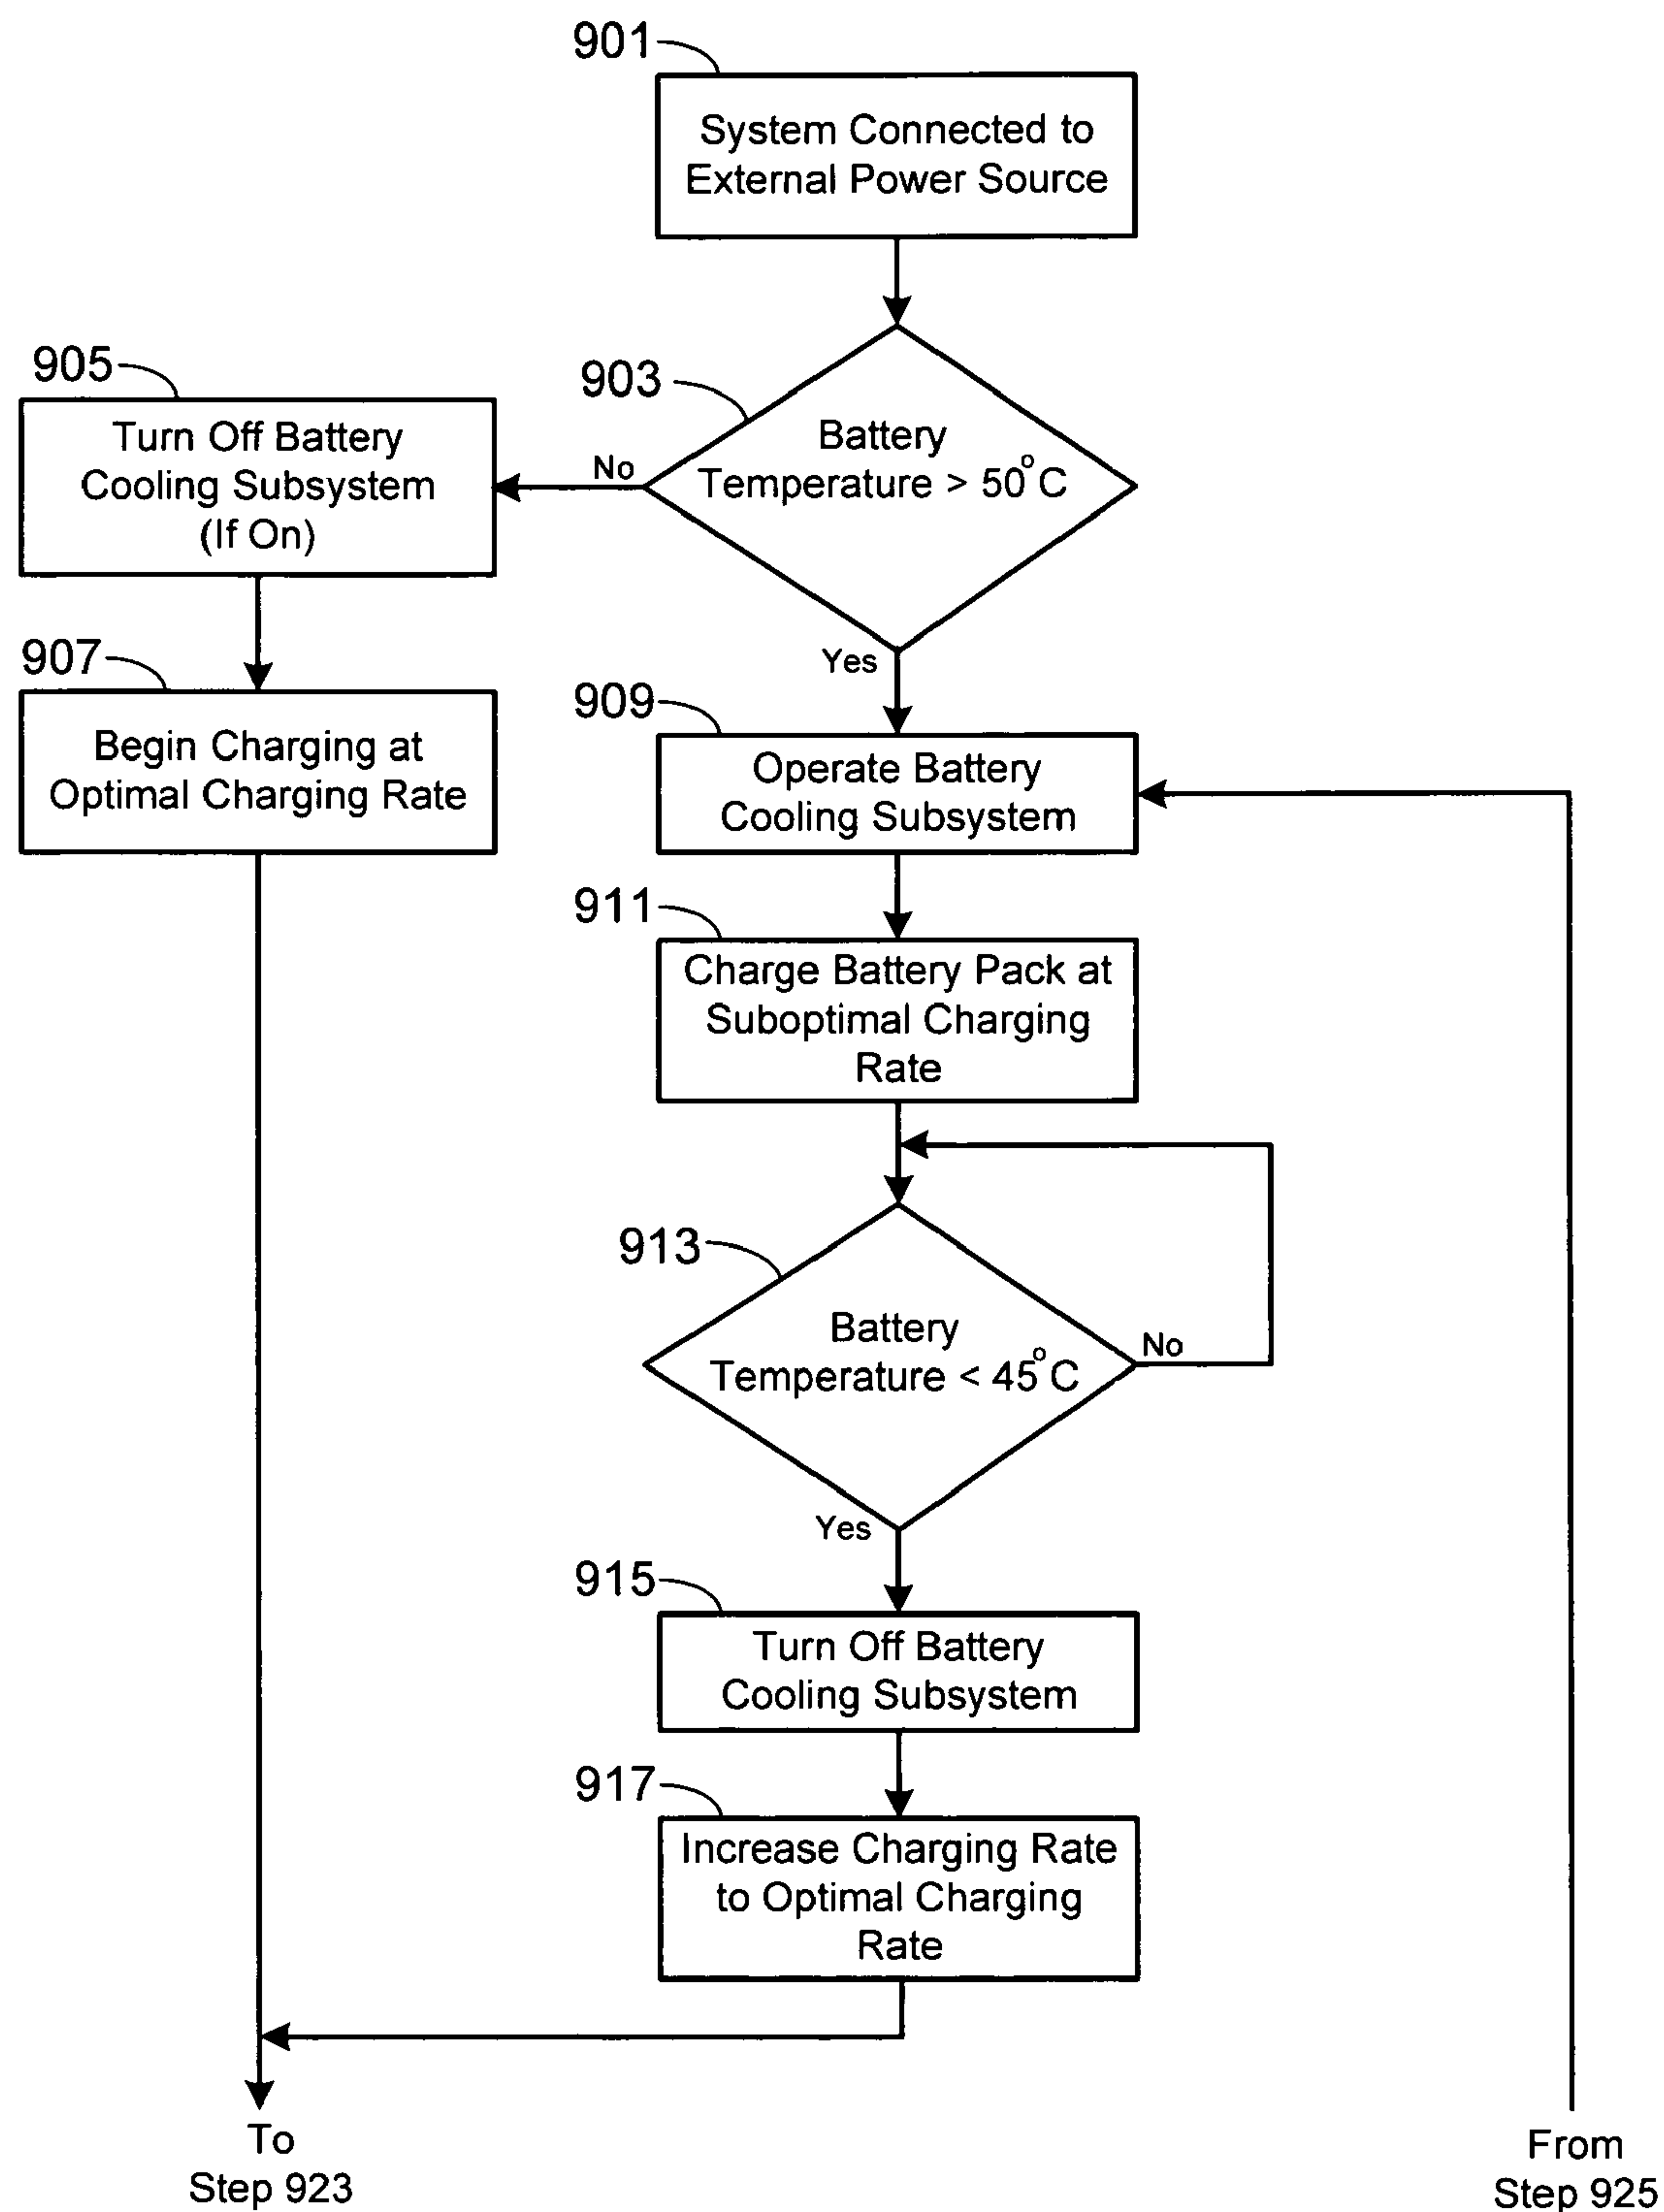 901
System Connected to
External Power Source
903
Battery
Temperature > 50°C
No
Yes
905
Turn Off Battery
Cooling Subsystem
(If On)
907
Begin Charging at
Optimal Charging Rate
909
Operate Battery
Cooling Subsystem
911
Charge Battery Pack at
Suboptimal Charging
Rate
913
Battery
Temperature < 45°C
No
Yes
915
Turn Off Battery
Cooling Subsystem
917
Increase Charging Rate
to Optimal Charging
Rate
To
Step 923
From
Step 925